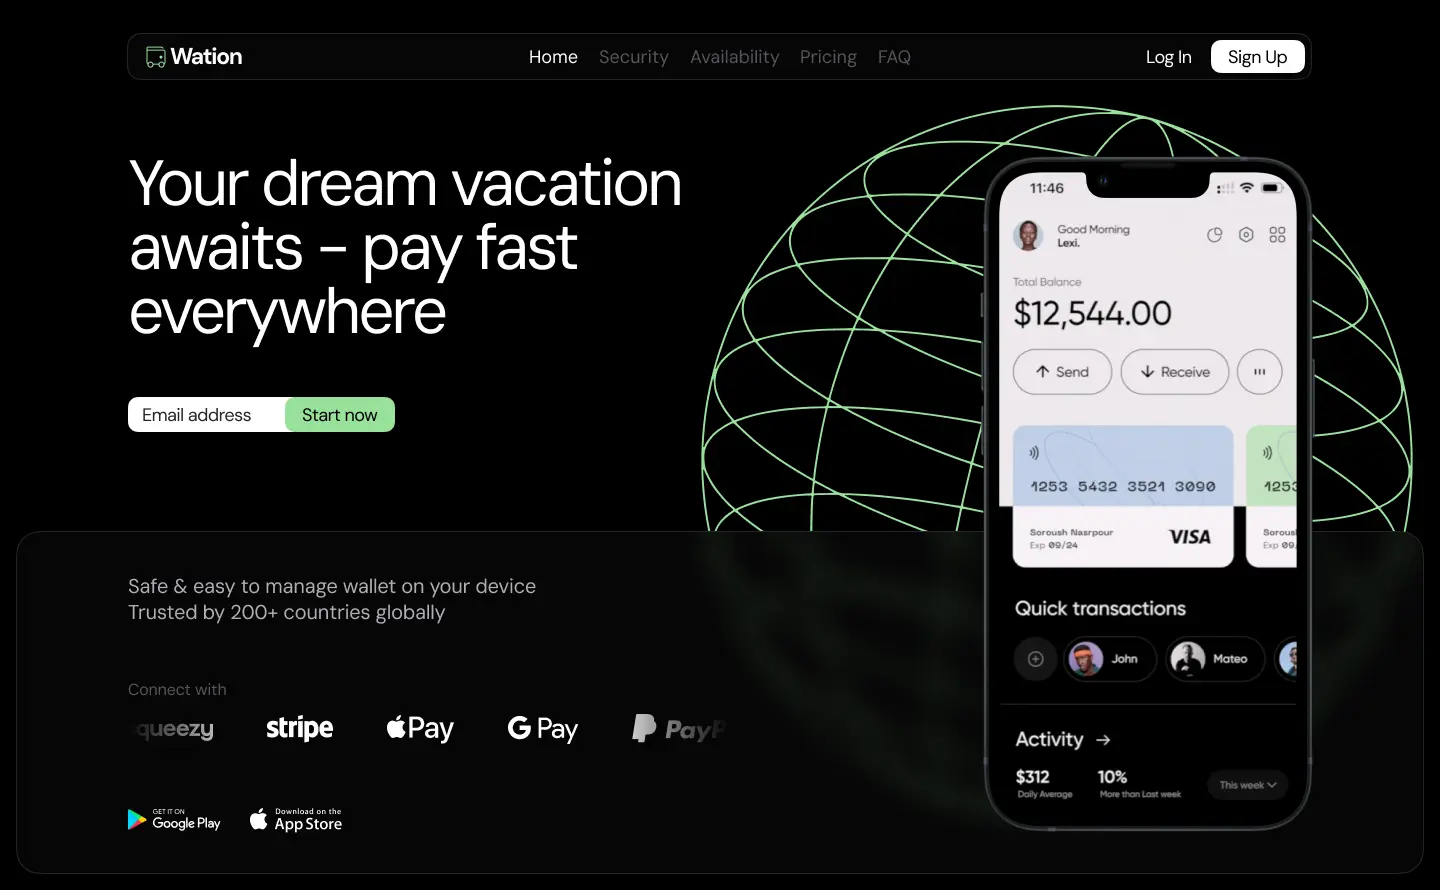 Wation
Home Security Availability Pricing FAQ
Log In
Sign Up
Your dream vacation
awaits – pay fast
everywhere
Email address
Start now
11:46
Good Morning
Lexi.
Total Balance
$12,544.00
Send
Receive
1253 5432 3521 3090
1253
Soroush Nasrpour
Exp 09/24
VISA
Soroush
Exp 09/
Quick transactions
John
Mateo
Activity →
$312
Daily Average
10%
More than Last week
This week
Safe & easy to manage wallet on your device
Trusted by 200+ countries globally
Connect with
queezy
stripe
Pay
G Pay
PayP
GET IT ON
Google Play
Download on the
App Store